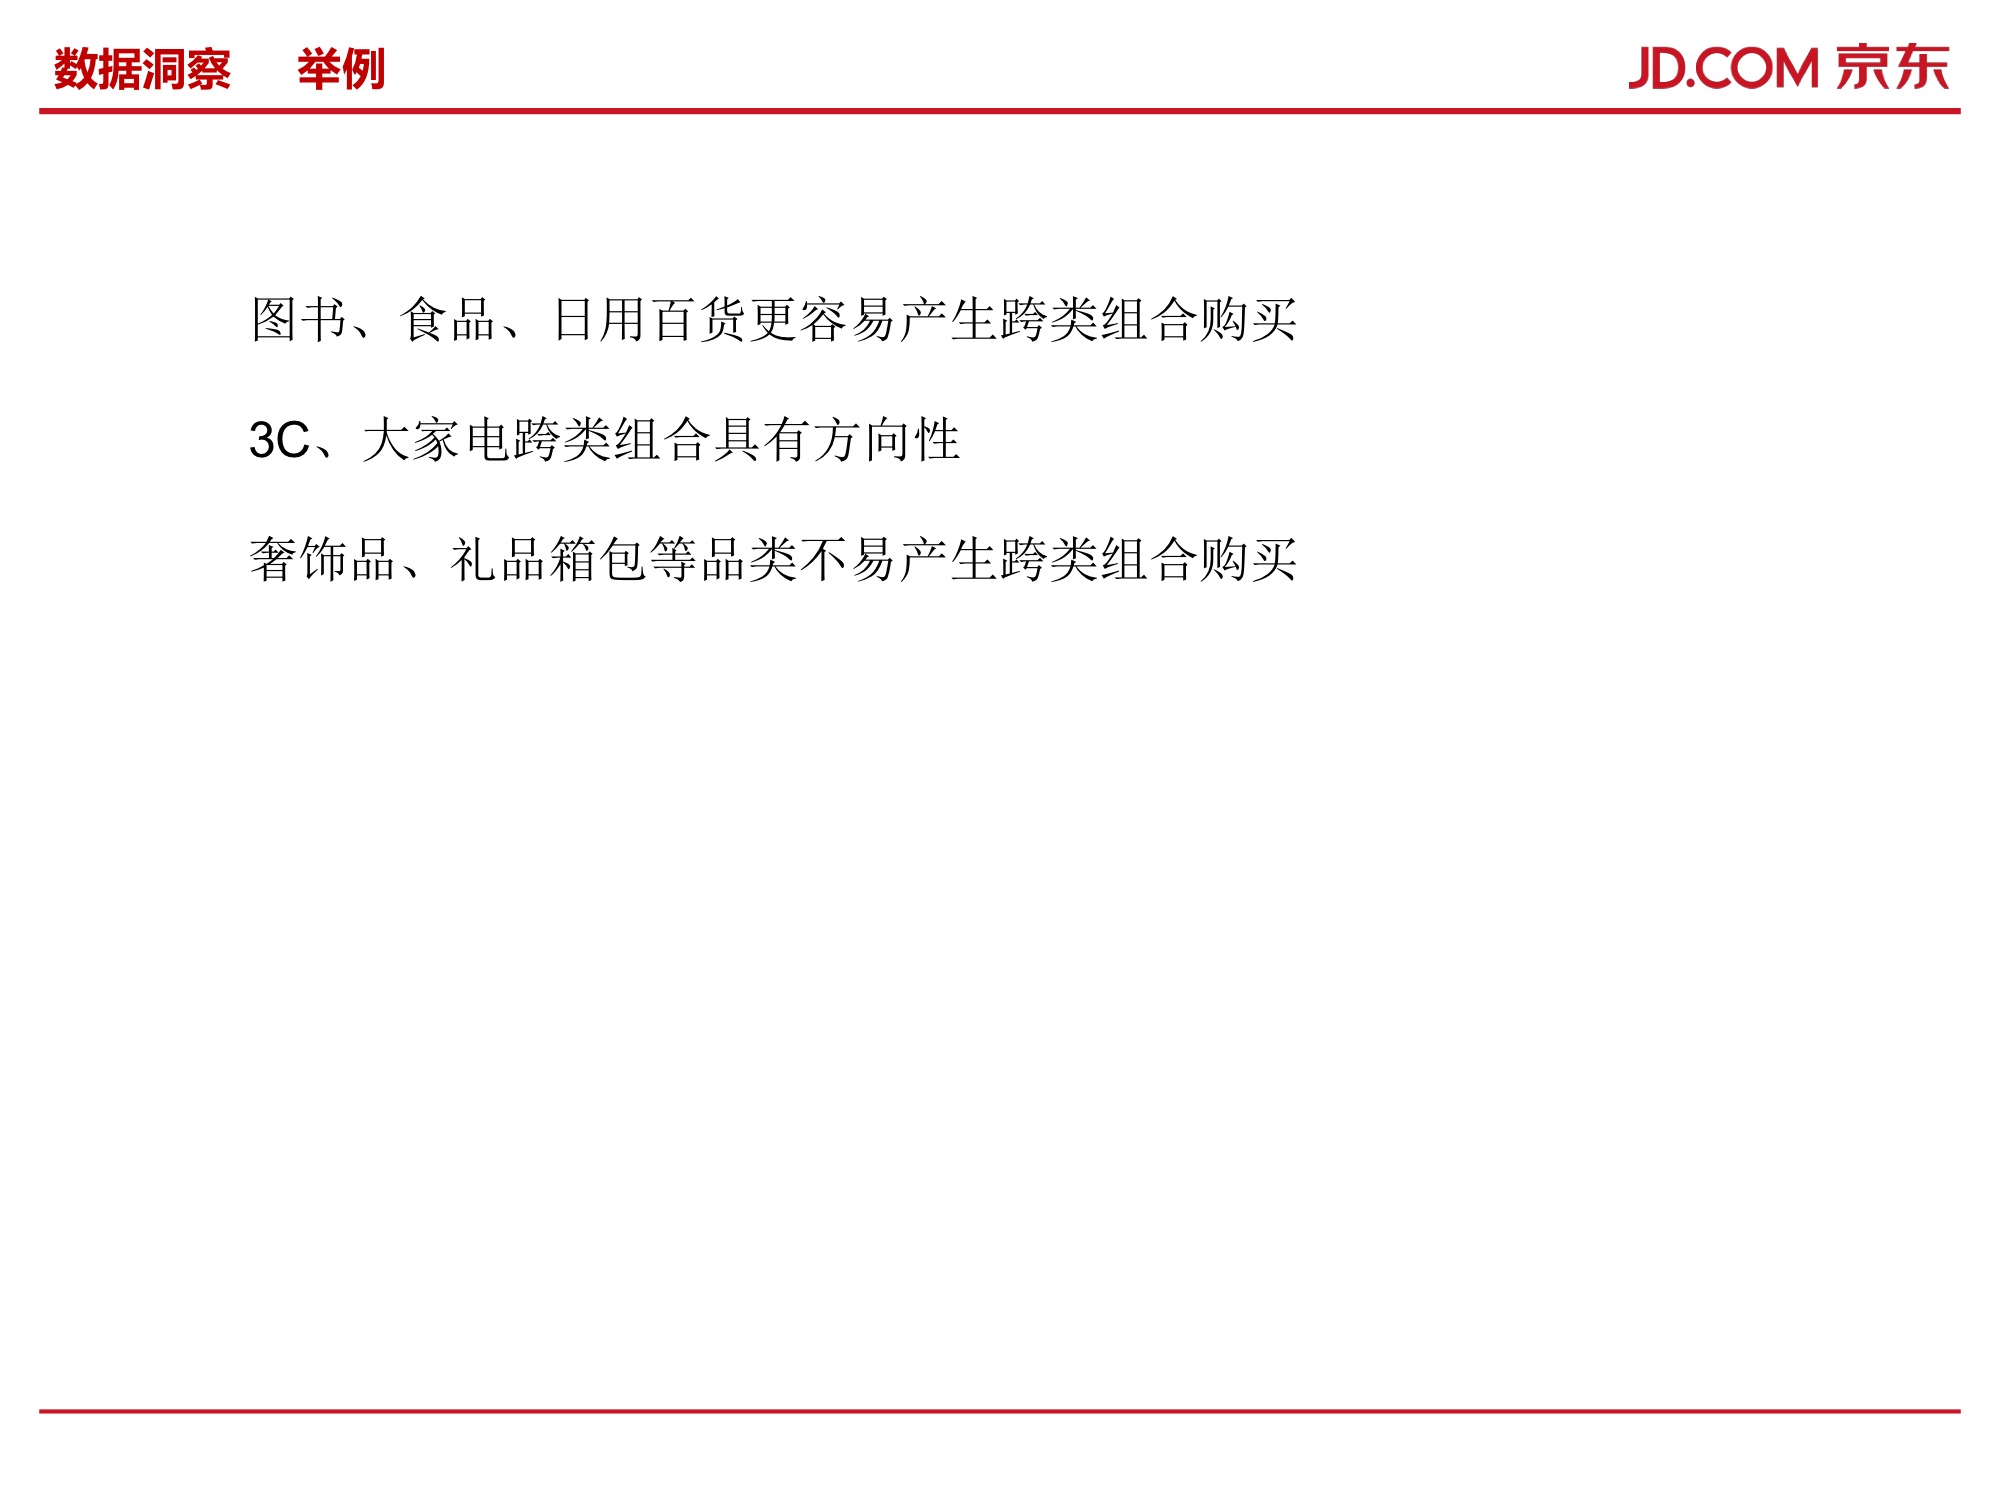 数据洞察 举例
JD.COM 京东
图书、食品、日用百货更容易产生跨类组合购买
3C、大家电跨类组合具有方向性
奢饰品、礼品箱包等品类不易产生跨类组合购买